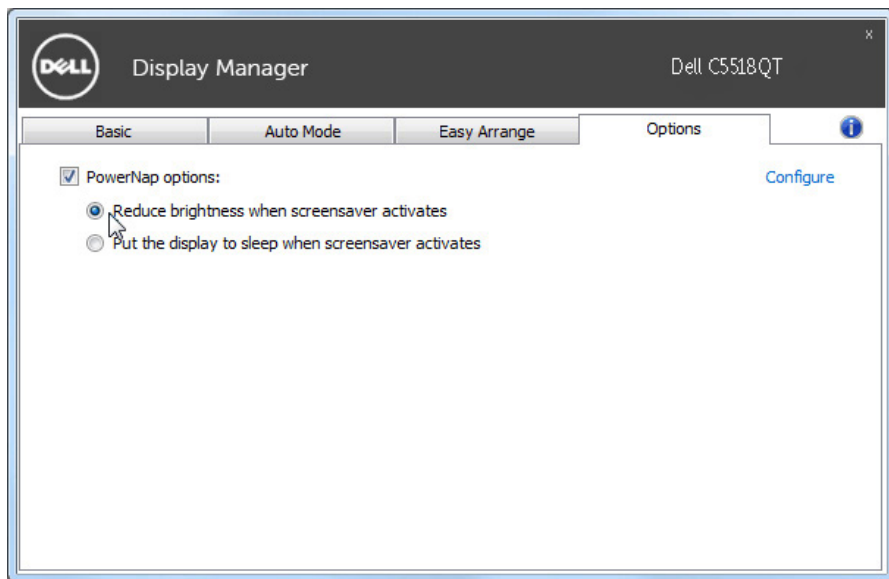 DELL Display Manager Dell C5518QT
x
Basic Auto Mode Easy Arrange Options i
PowerNap options: Configure
Reduce brightness when screensaver activates
Put the display to sleep when screensaver activates